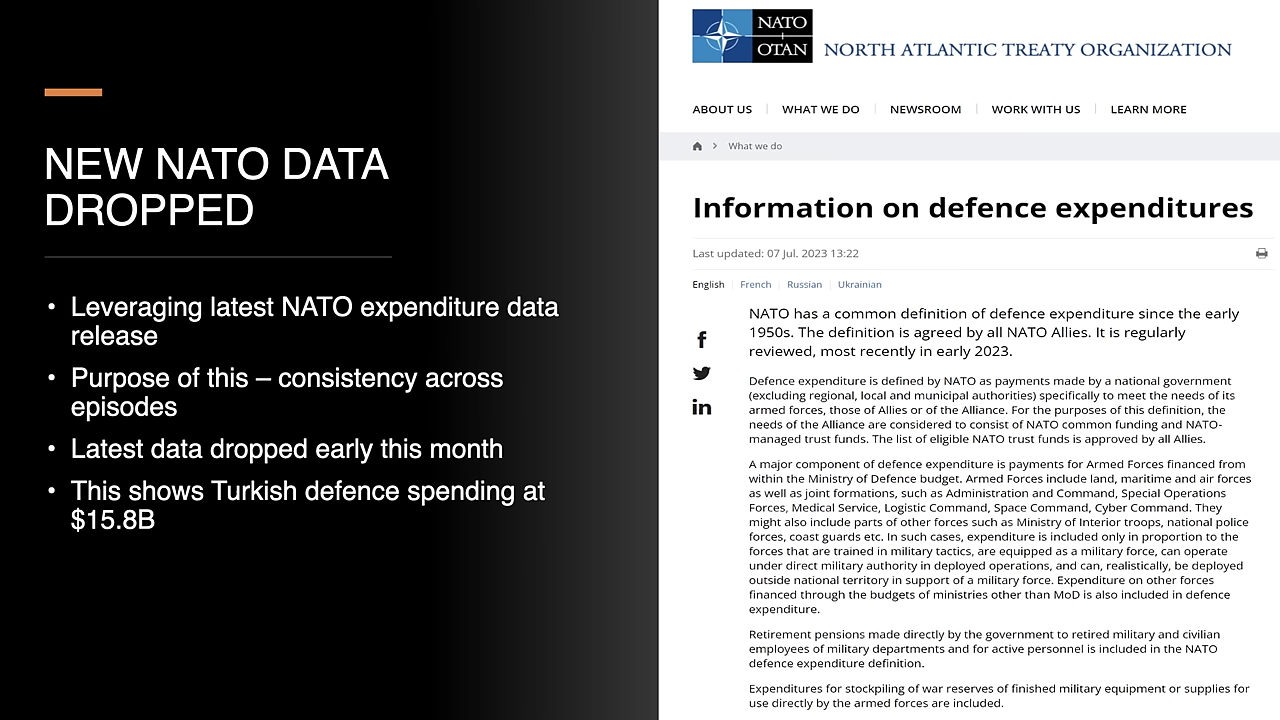 NEW NATO DATA
DROPPED
• Leveraging latest NATO expenditure data
release
• Purpose of this – consistency across
episodes
• Latest data dropped early this month
• This shows Turkish defence spending at
$15.8B
NATO
OTAN
NORTH ATLANTIC TREATY ORGANIZATION
ABOUT US | WHAT WE DO | NEWSROOM | WORK WITH US | LEARN MORE
What we do
Information on defence expenditures
Last updated: 07 Jul. 2023 13:22
English | French | Russian | Ukrainian
NATO has a common definition of defence expenditure since the early
1950s. The definition is agreed by all NATO Allies. It is regularly
reviewed, most recently in early 2023.
Defence expenditure is defined by NATO as payments made by a national government
(excluding regional, local and municipal authorities) specifically to meet the needs of its
armed forces, those of Allies or of the Alliance. For the purposes of this definition, the
needs of the Alliance are considered to consist of NATO common funding and NATO-
managed trust funds. The list of eligible NATO trust funds is approved by all Allies.
A major component of defence expenditure is payments for Armed Forces financed from
within the Ministry of Defence budget. Armed Forces include land, maritime and air forces
as well as joint formations, such as Administration and Command, Special Operations
Forces, Medical Service, Logistic Command, Space Command, Cyber Command. They
might also include parts of other forces such as Ministry of Interior troops, national police
forces, coast guards etc. In such cases, expenditure is included only in proportion to the
forces that are trained in military tactics, are equipped as a military force, can operate
under direct military authority in deployed operations, and can, realistically, be deployed
outside national territory in support of a military force. Expenditure on other forces
financed through the budgets of ministries other than MoD is also included in defence
expenditure.
Retirement pensions made directly by the government to retired military and civilian
employees of military departments and for active personnel is included in the NATO
defence expenditure definition.
Expenditures for stockpiling of war reserves of finished military equipment or supplies for
use directly by the armed forces are included.